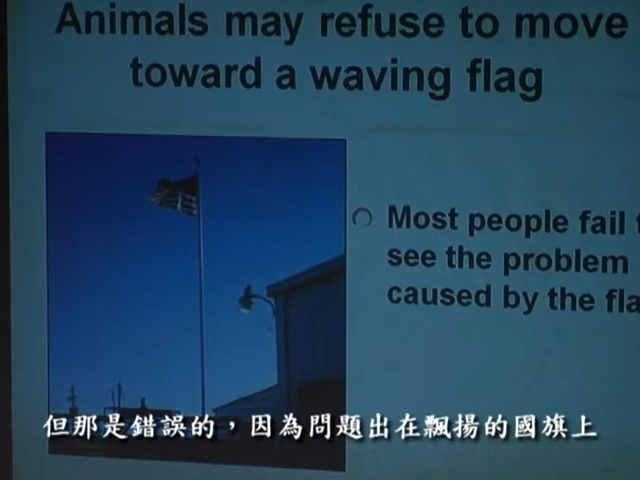 Animals may refuse to move
toward a waving flag
Most people fail
see the problem
caused by the
但那是錯誤的，因為問題出在飄揚的國旗上